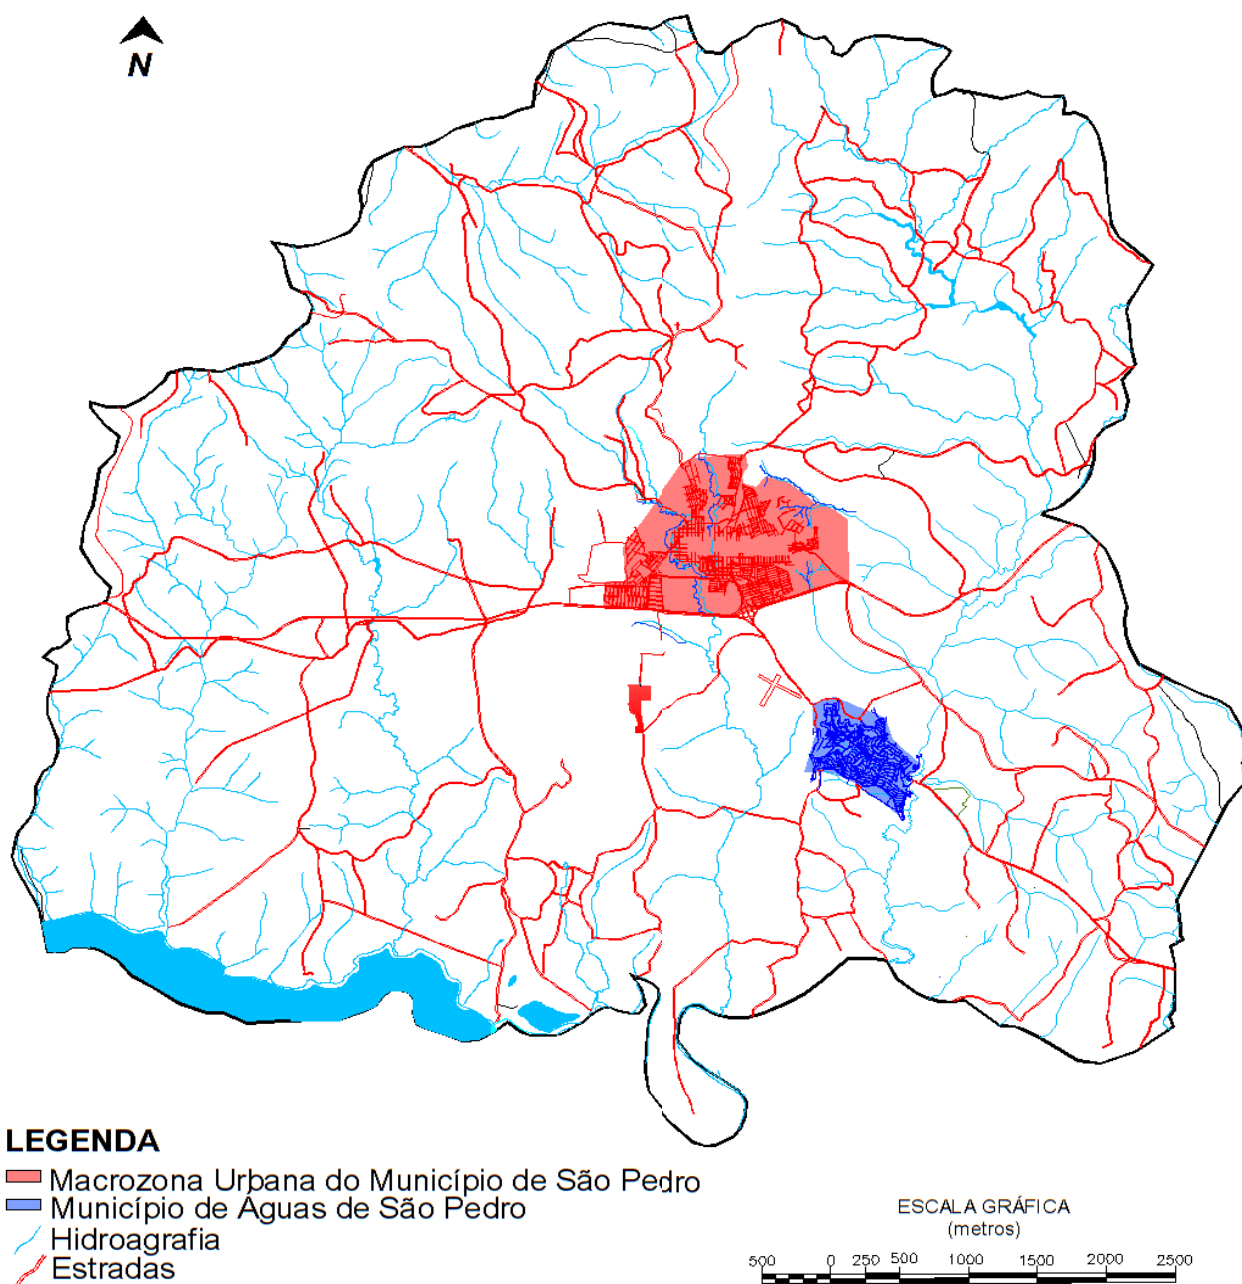 N
LEGENDA
Macrozona Urbana do Município de São Pedro
Município de Águas de São Pedro
Hidroagrafia
Estradas
ESCALA GRÁFICA
(metros)
500 0 250 500 1000 1500 2000 2500